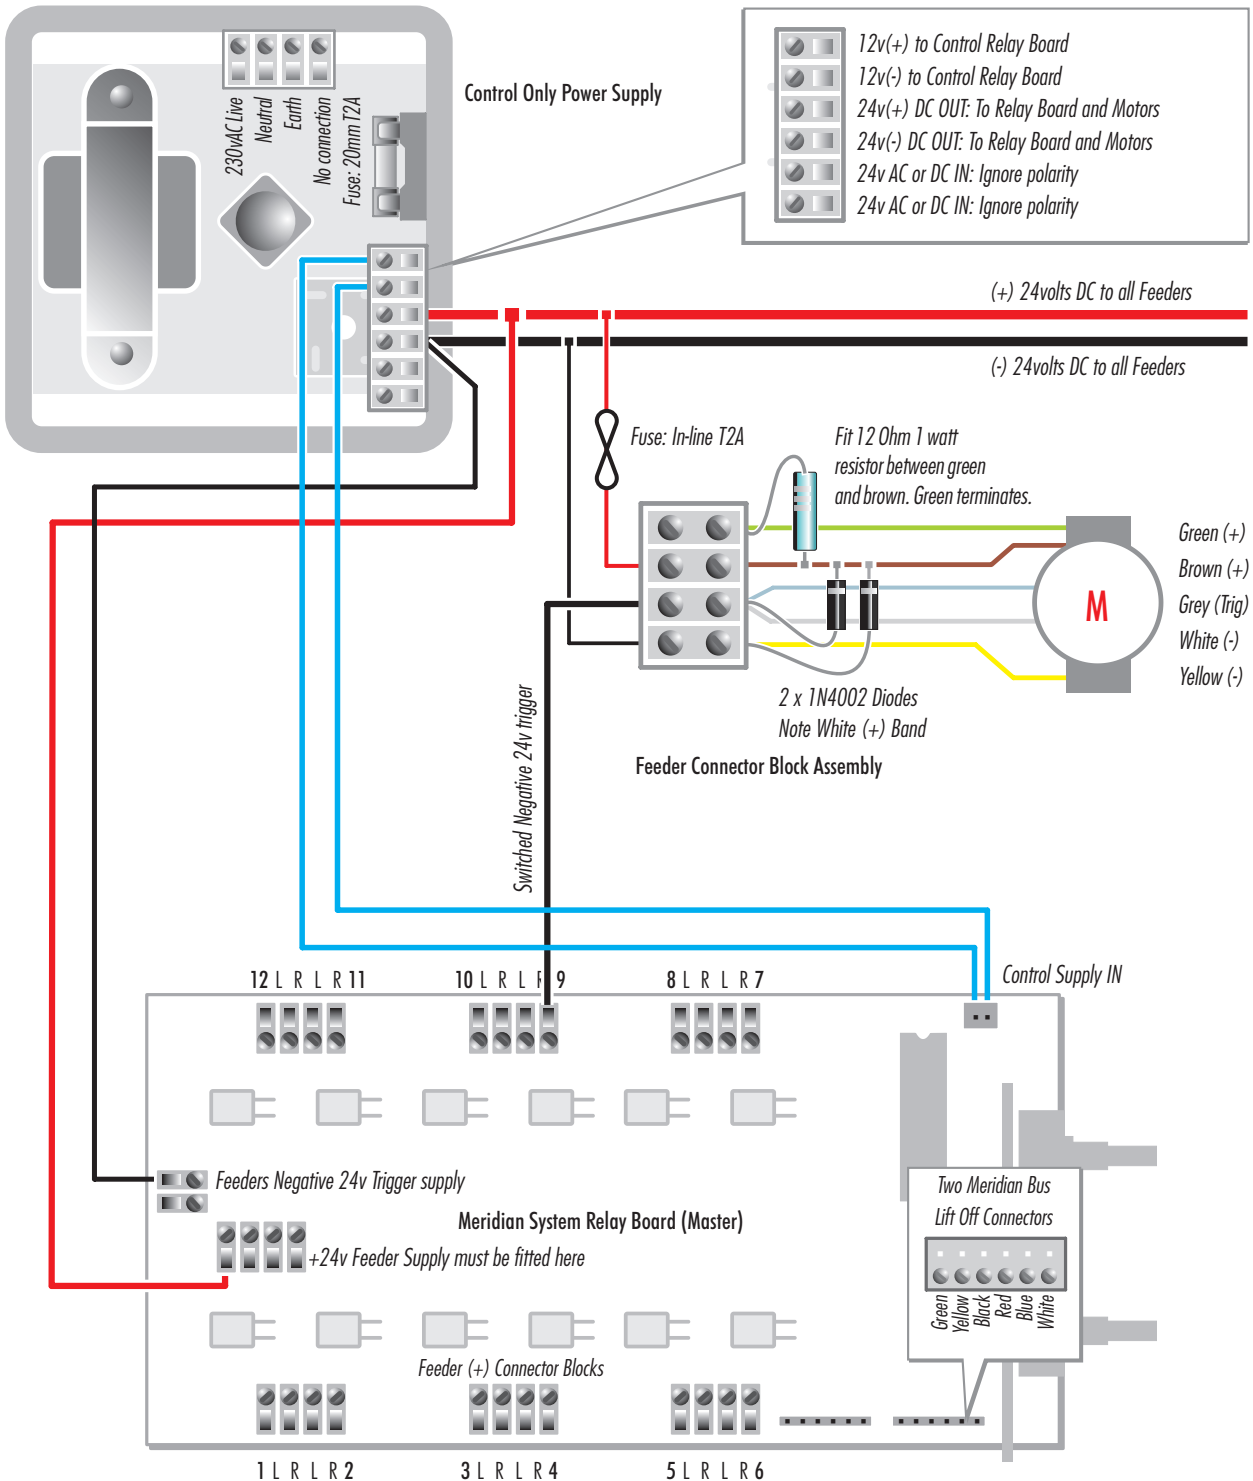 230vAC Live
Neutral
Earth
No connection
Fuse: 20mm T2A
Control Only Power Supply
12v(+) to Control Relay Board
12v(-) to Control Relay Board
24v(+) DC OUT: To Relay Board and Motors
24v(-) DC OUT: To Relay Board and Motors
24v AC or DC IN: Ignore polarity
24v AC or DC IN: Ignore polarity
(+) 24volts DC to all Feeders
(-) 24volts DC to all Feeders
Fuse: In-line T2A
Fit 12 Ohm 1 watt
resistor between green
and brown. Green terminates.
Green (+)
Brown (+)
Grey (Trig)
White (-)
Yellow (-)
M
2 x 1N4002 Diodes
Note White (+) Band
Feeder Connector Block Assembly
Switched Negative 24v trigger
12 L R L R 11
10 L R L R 9
8 L R L R 7
Control Supply IN
Feeders Negative 24v Trigger supply
Meridian System Relay Board (Master)
+24v Feeder Supply must be fitted here
Two Meridian Bus
Lift Off Connectors
Green
Yellow
Black
Red
Blue
White
Feeder (+) Connector Blocks
1 L R L R 2
3 L R L R 4
5 L R L R 6